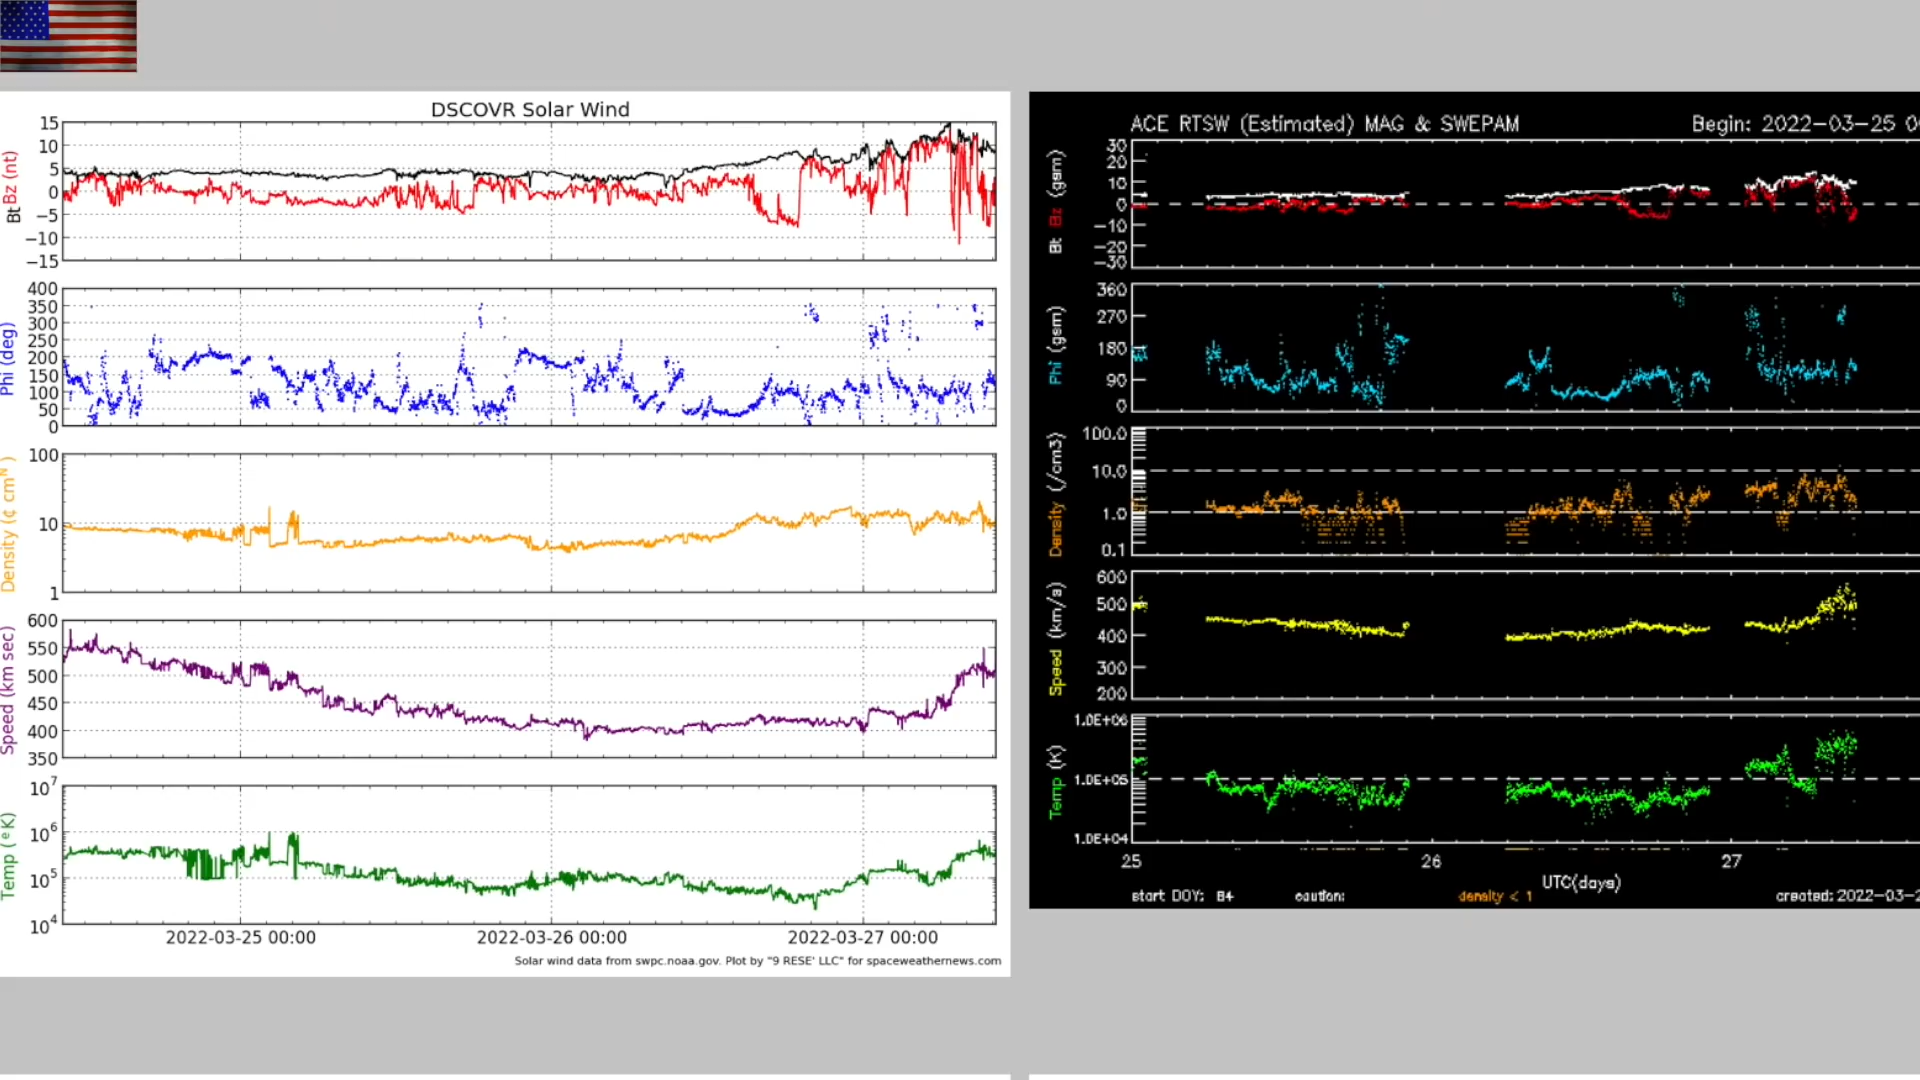 DSCOVR Solar Wind
15
10
5
0
−5
−10
−15
Bt Bz (nt)
400
350
300
250
200
150
100
50
0
Phi (deg)
100
10
1
Density (¢ cmᴺ )
600
550
500
450
400
350
Speed (km sec)
10⁷
10⁶
10⁵
10⁴
Temp ( ᵉ K)
2022-03-25 00:00 2022-03-26 00:00 2022-03-27 00:00
Solar wind data from swpc.noaa.gov. Plot by "9 RESE' LLC" for spaceweathernews.com
ACE RTSW (Estimated) MAG & SWEPAM Begin: 2022-03-25 0
30
20
10
0
−10
−20
−30
Bt Bz (gsm)
360
270
180
90
0
Phi (gsm)
100.0
10.0
1.0
0.1
Density (/cm3)
600
500
400
300
200
Speed (km/s)
1.0E+06
1.0E+05
1.0E+04
Temp (K)
25 26 27
UTC(days)
start DOY: 84 caution: density < 1 created: 2022-03-2